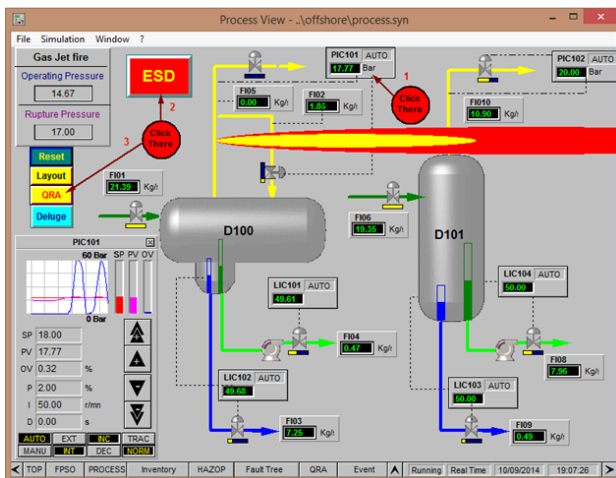 Process View - ..\offshore\process.syn
File Simulation Window ?
Gas Jet fire
Operating Pressure
14.67
Rupture Pressure
17.00
ESD
2
Click
There
3
Reset
Layout
QRA
Deluge
PIC101 AUTO
17.77 Bar
1
Click
There
PIC102 AUTO
20.00 Bar
FI05
0.00 Kg/s
FI02
1.86 Kg/s
FI010
10.90 Kg/s
FI01
21.39 Kg/s
FI06
19.35 Kg/s
D100
D101
PIC101
60 Bar SP PV OV
0 Bar
SP 18.00
PV 17.77
OV 0.32 %
P 2.00 %
I 50.00 r/mn
D 0.00 s
AUTO EXT INC TRAC
MANU INT DEC NORM
LIC101 AUTO
49.61
LIC104 AUTO
50.00
FI04
0.47 Kg/s
FI08
7.96 Kg/s
LIC102 AUTO
49.68
LIC103 AUTO
50.00
FI03
7.25 Kg/s
FI09
0.49 Kg/s
TOP FPSO PROCESS Inventory HAZOP Fault Tree QRA Event Running Real Time 10/09/2014 19:07:26